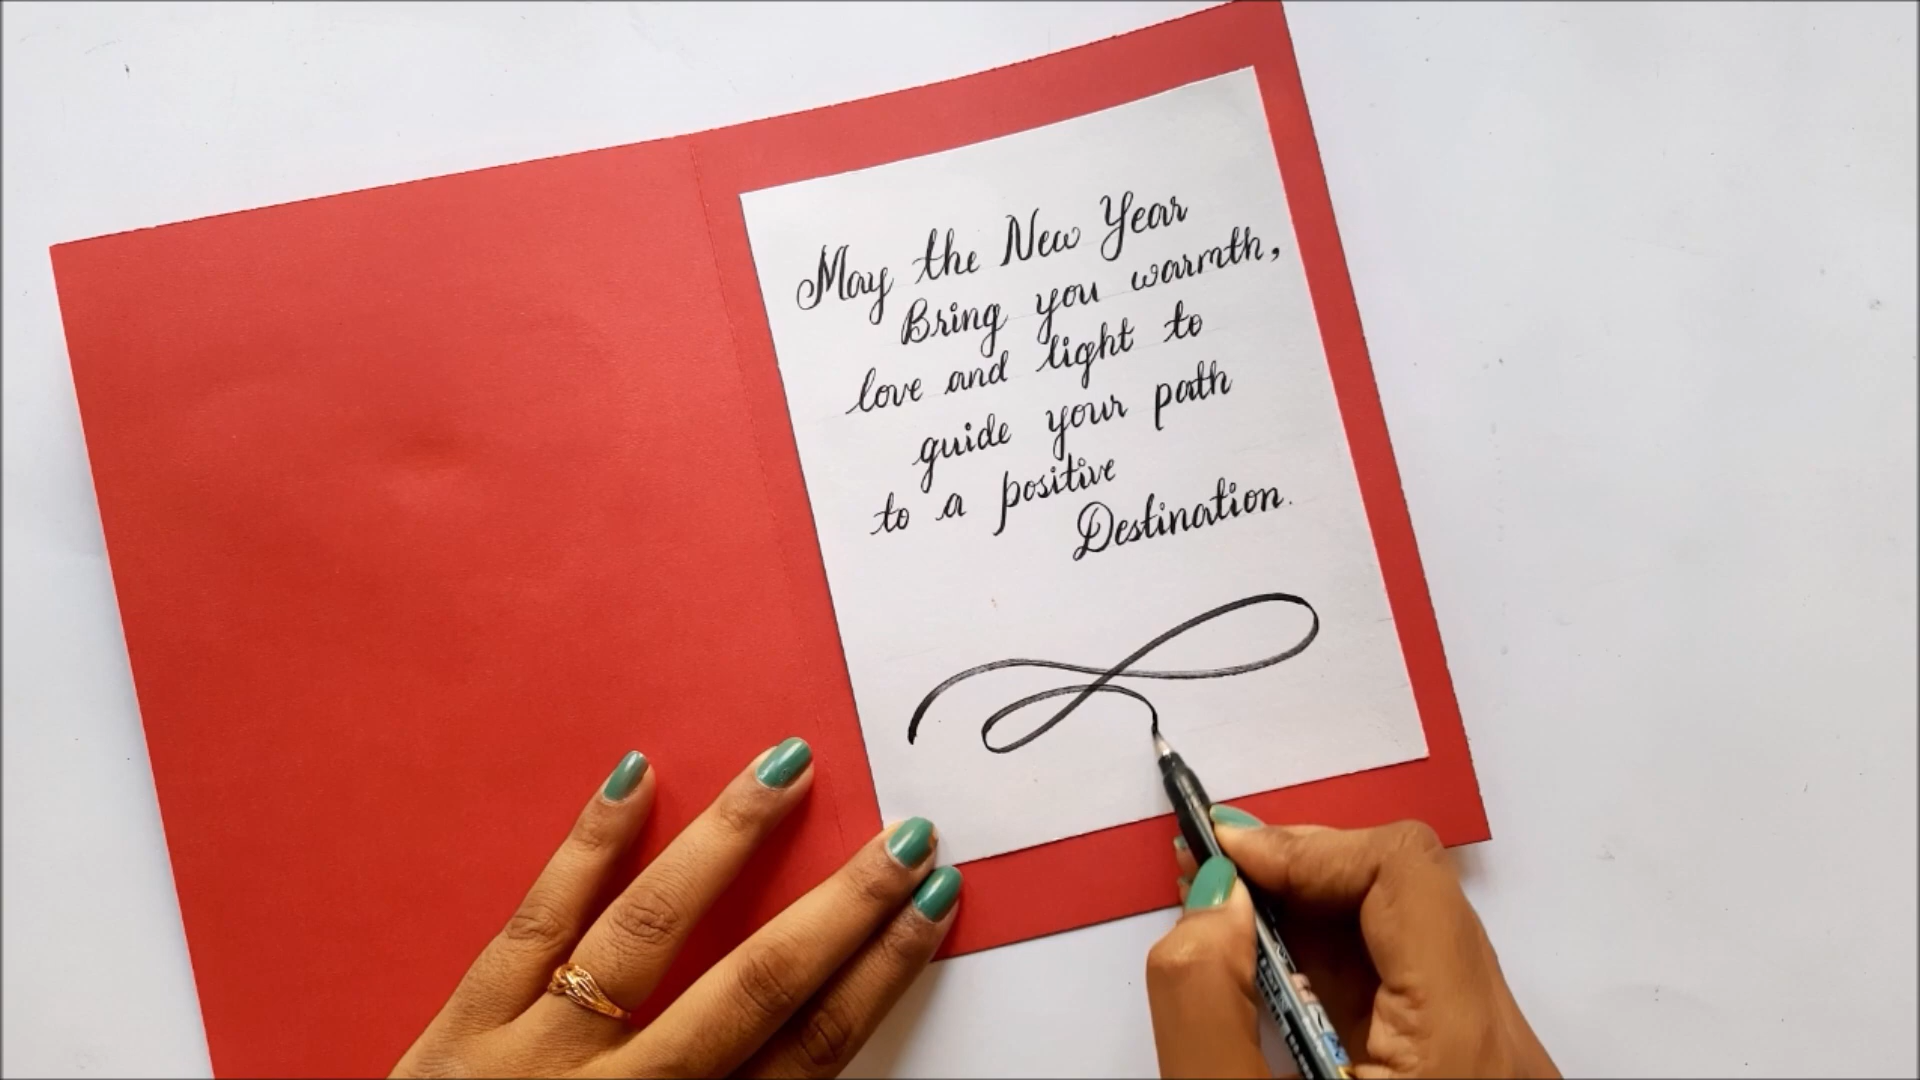 May the New Year
Bring you warmth,
love and light to
guide your path
to a positive
Destination.